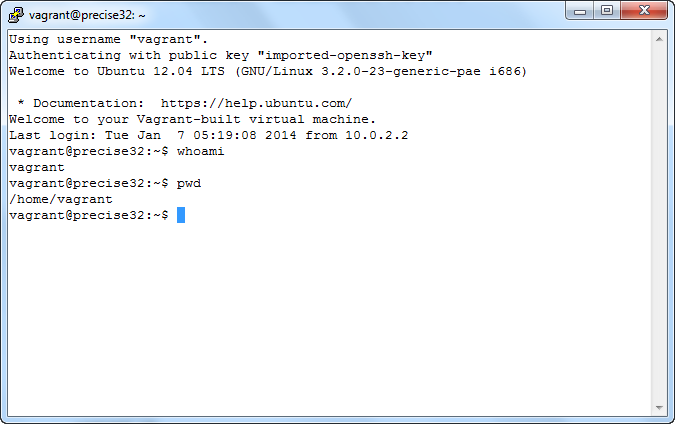 vagrant@precise32: ~
Using username "vagrant".
Authenticating with public key "imported-openssh-key"
Welcome to Ubuntu 12.04 LTS (GNU/Linux 3.2.0-23-generic-pae i686)
 * Documentation:  https://help.ubuntu.com/
Welcome to your Vagrant-built virtual machine.
Last login: Tue Jan  7 05:19:08 2014 from 10.0.2.2
vagrant@precise32:~$ whoami
vagrant
vagrant@precise32:~$ pwd
/home/vagrant
vagrant@precise32:~$